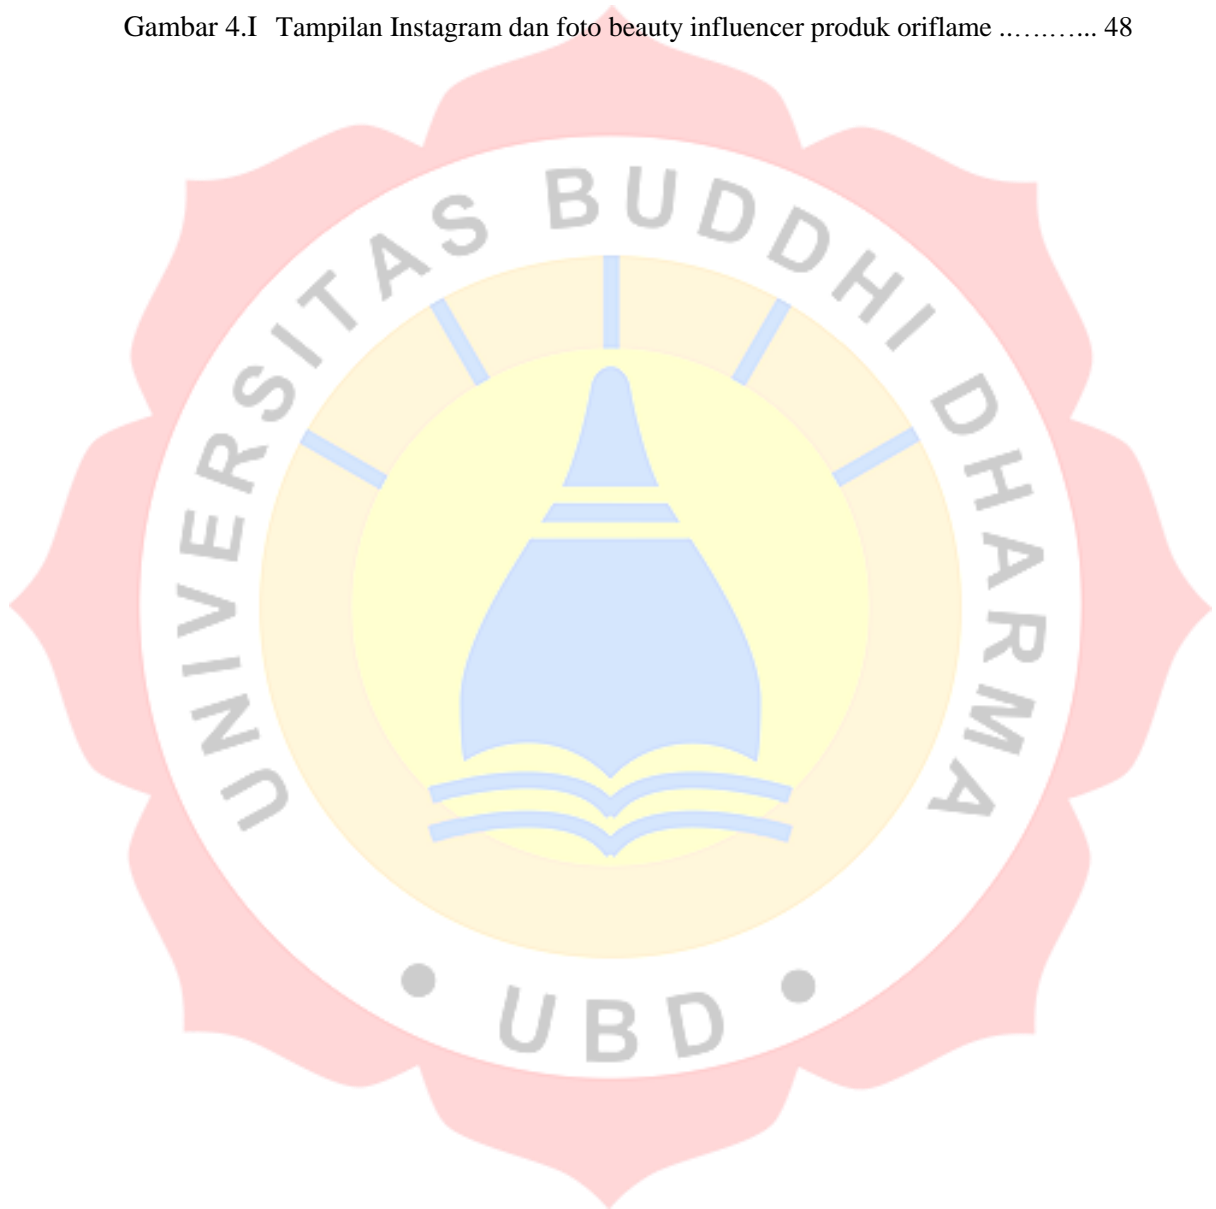 Gambar 4.I Tampilan Instagram dan foto beauty influencer produk oriflame ..………... 48
UNIVERSITAS BUDDHI DHARMA
• UBD •